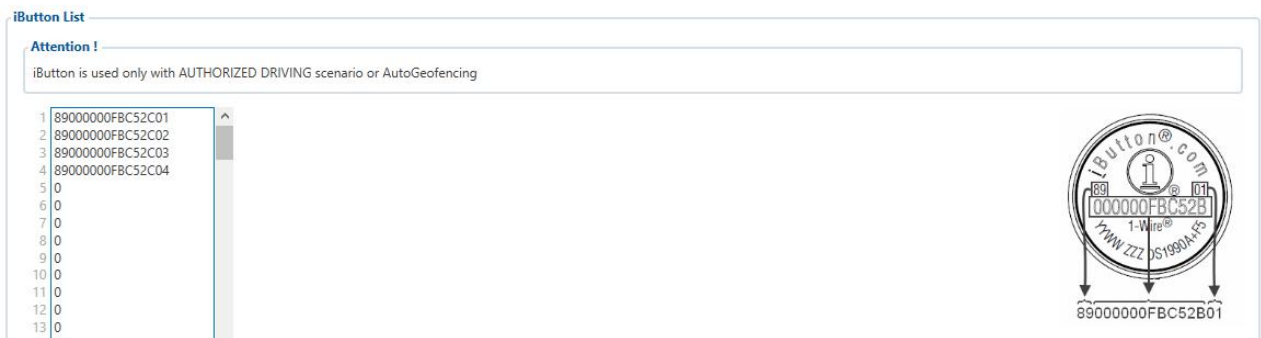 iButton List
Attention !
iButton is used only with AUTHORIZED DRIVING scenario or AutoGeofencing
1 89000000FBC52C01
2 89000000FBC52C02
3 89000000FBC52C03
4 89000000FBC52C04
5 0
6 0
7 0
8 0
9 0
10 0
11 0
12 0
13 0
iButton®.com
i®
89 01
000000FBC52B
1-Wire®
YYWW ZZZ DS1990A+F5
89000000FBC52B01